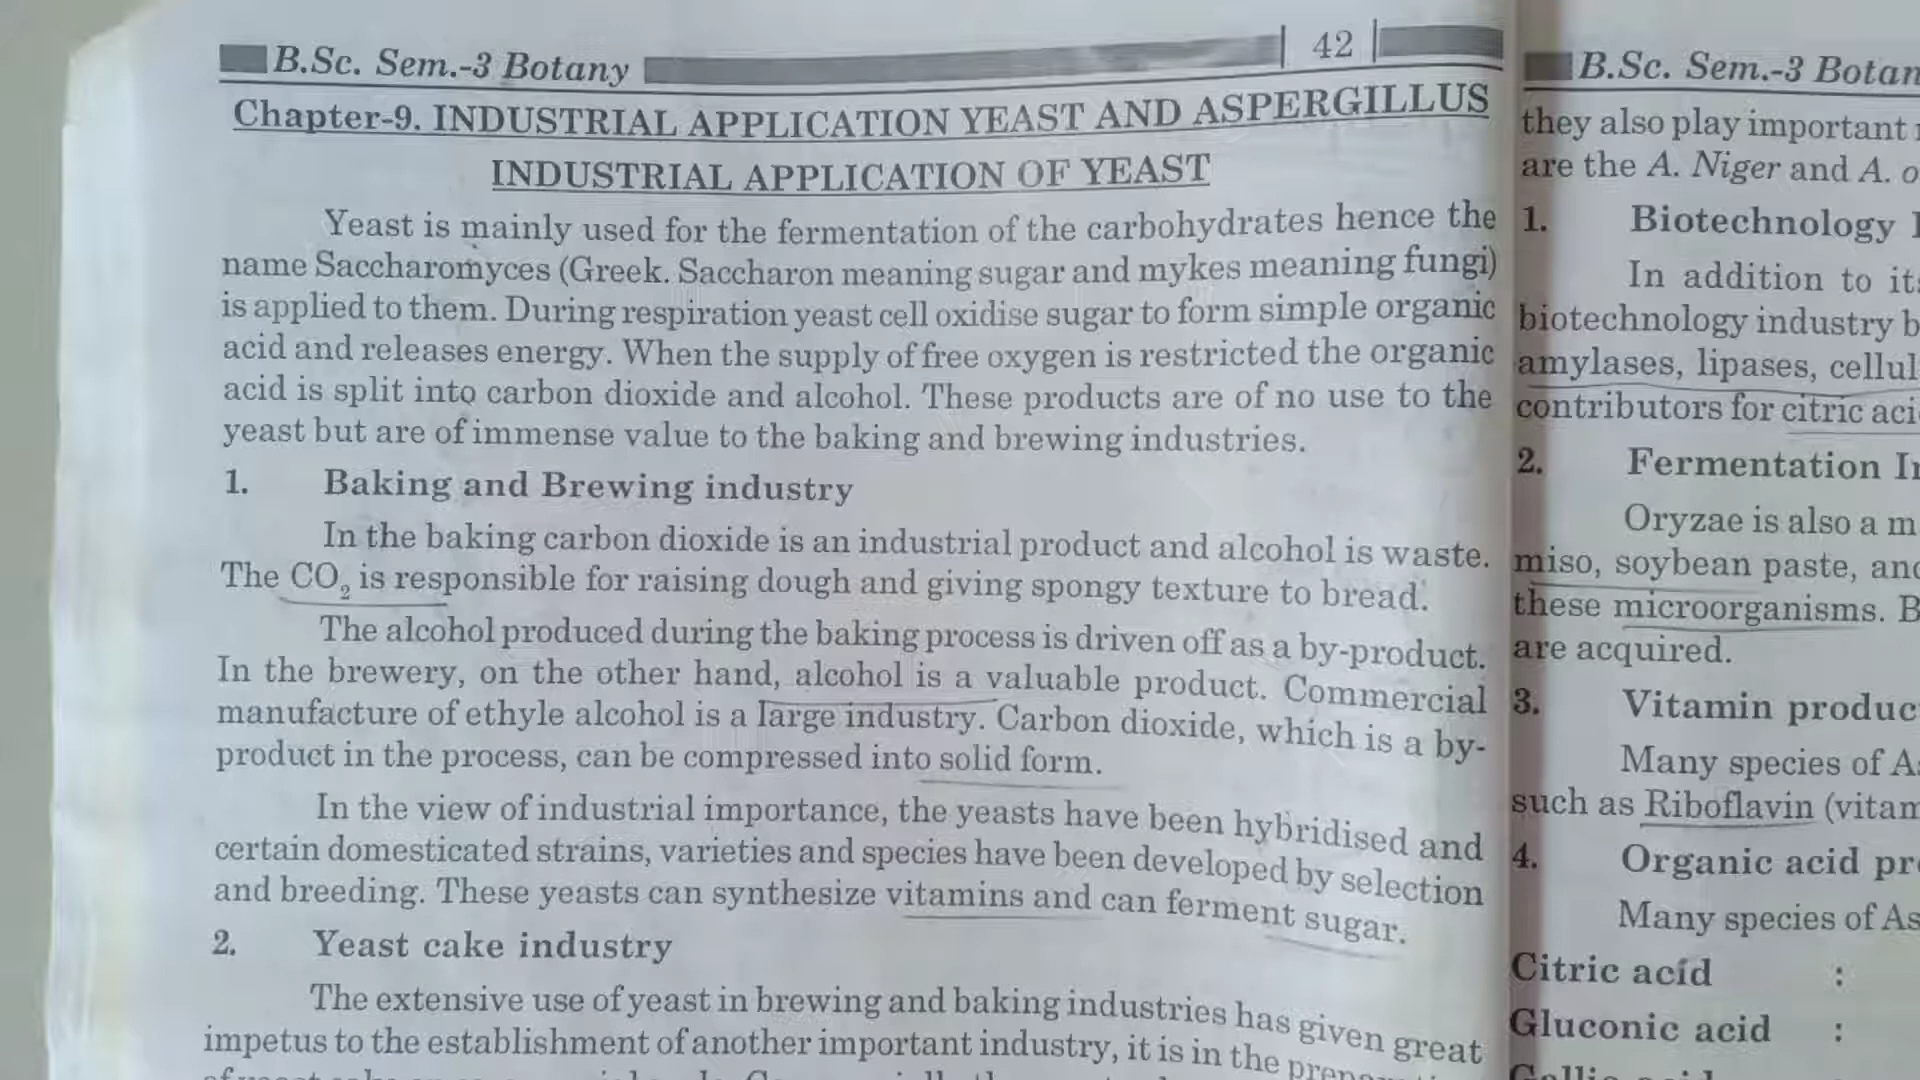 B.Sc. Sem.-3 Botany 42
Chapter-9. INDUSTRIAL APPLICATION YEAST AND ASPERGILLUS
INDUSTRIAL APPLICATION OF YEAST
Yeast is mainly used for the fermentation of the carbohydrates hence the
name Saccharomyces (Greek. Saccharon meaning sugar and mykes meaning fungi)
is applied to them. During respiration yeast cell oxidise sugar to form simple organic
acid and releases energy. When the supply of free oxygen is restricted the organic
acid is split into carbon dioxide and alcohol. These products are of no use to the
yeast but are of immense value to the baking and brewing industries.
1. Baking and Brewing industry
In the baking carbon dioxide is an industrial product and alcohol is waste.
The CO₂ is responsible for raising dough and giving spongy texture to bread.
The alcohol produced during the baking process is driven off as a by-product.
In the brewery, on the other hand, alcohol is a valuable product. Commercial
manufacture of ethyle alcohol is a large industry. Carbon dioxide, which is a by-
product in the process, can be compressed into solid form.
In the view of industrial importance, the yeasts have been hybridised and
certain domesticated strains, varieties and species have been developed by selection
and breeding. These yeasts can synthesize vitamins and can ferment sugar.
2. Yeast cake industry
The extensive use of yeast in brewing and baking industries has given great
impetus to the establishment of another important industry, it is in the
B.Sc. Sem.-3
they also play important
are the A. Niger and A.
1. Biotechnology
In addition to
biotechnology industry
amylases, lipases,
contributors for citric
2. Fermentation
Oryzae is also a
miso, soybean paste,
these microorganisms.
are acquired.
3. Vitamin
Many species of
such as Riboflavin
4. Organic acid
Many species of
Citric acid :
Gluconic acid :